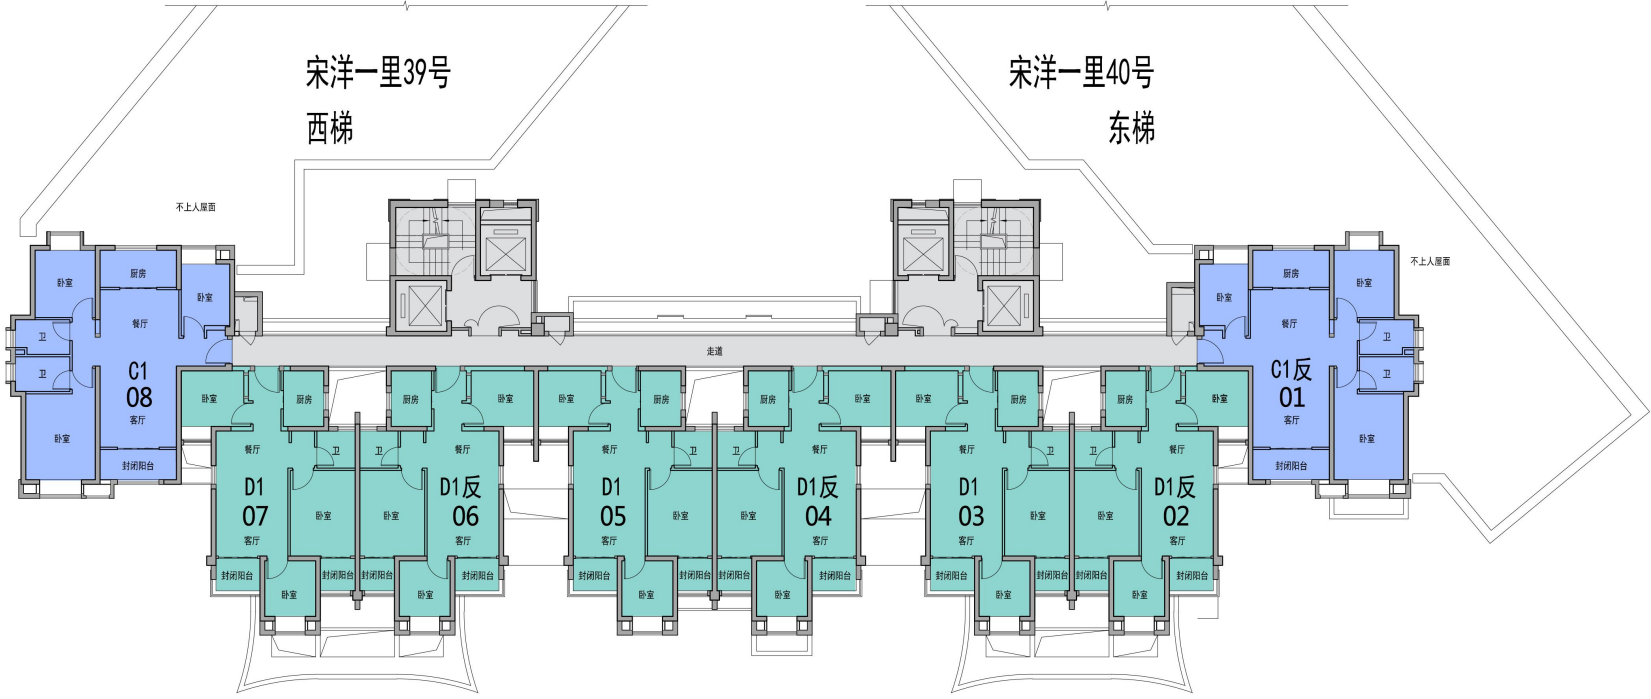 宋洋一里39号
西梯
宋洋一里40号
东梯
不上人屋面
不上人屋面
卧室
厨房
卧室
餐厅
卫
卫
C1
08
客厅
卧室
封闭阳台
走道
卧室
厨房
卧室
餐厅
卫
卫
C1反
01
客厅
卧室
封闭阳台
卧室
厨房
餐厅
卫
D1
07
卧室
客厅
封闭阳台
封闭阳台
卧室
厨房
卧室
卫
餐厅
D1反
06
卧室
客厅
封闭阳台
封闭阳台
卧室
卧室
厨房
餐厅
卫
D1
05
卧室
客厅
封闭阳台
封闭阳台
卧室
厨房
卧室
卫
餐厅
D1反
04
卧室
客厅
封闭阳台
封闭阳台
卧室
卧室
厨房
餐厅
卫
D1
03
卧室
客厅
封闭阳台
封闭阳台
卧室
厨房
卧室
卫
餐厅
D1反
02
卧室
客厅
封闭阳台
封闭阳台
卧室